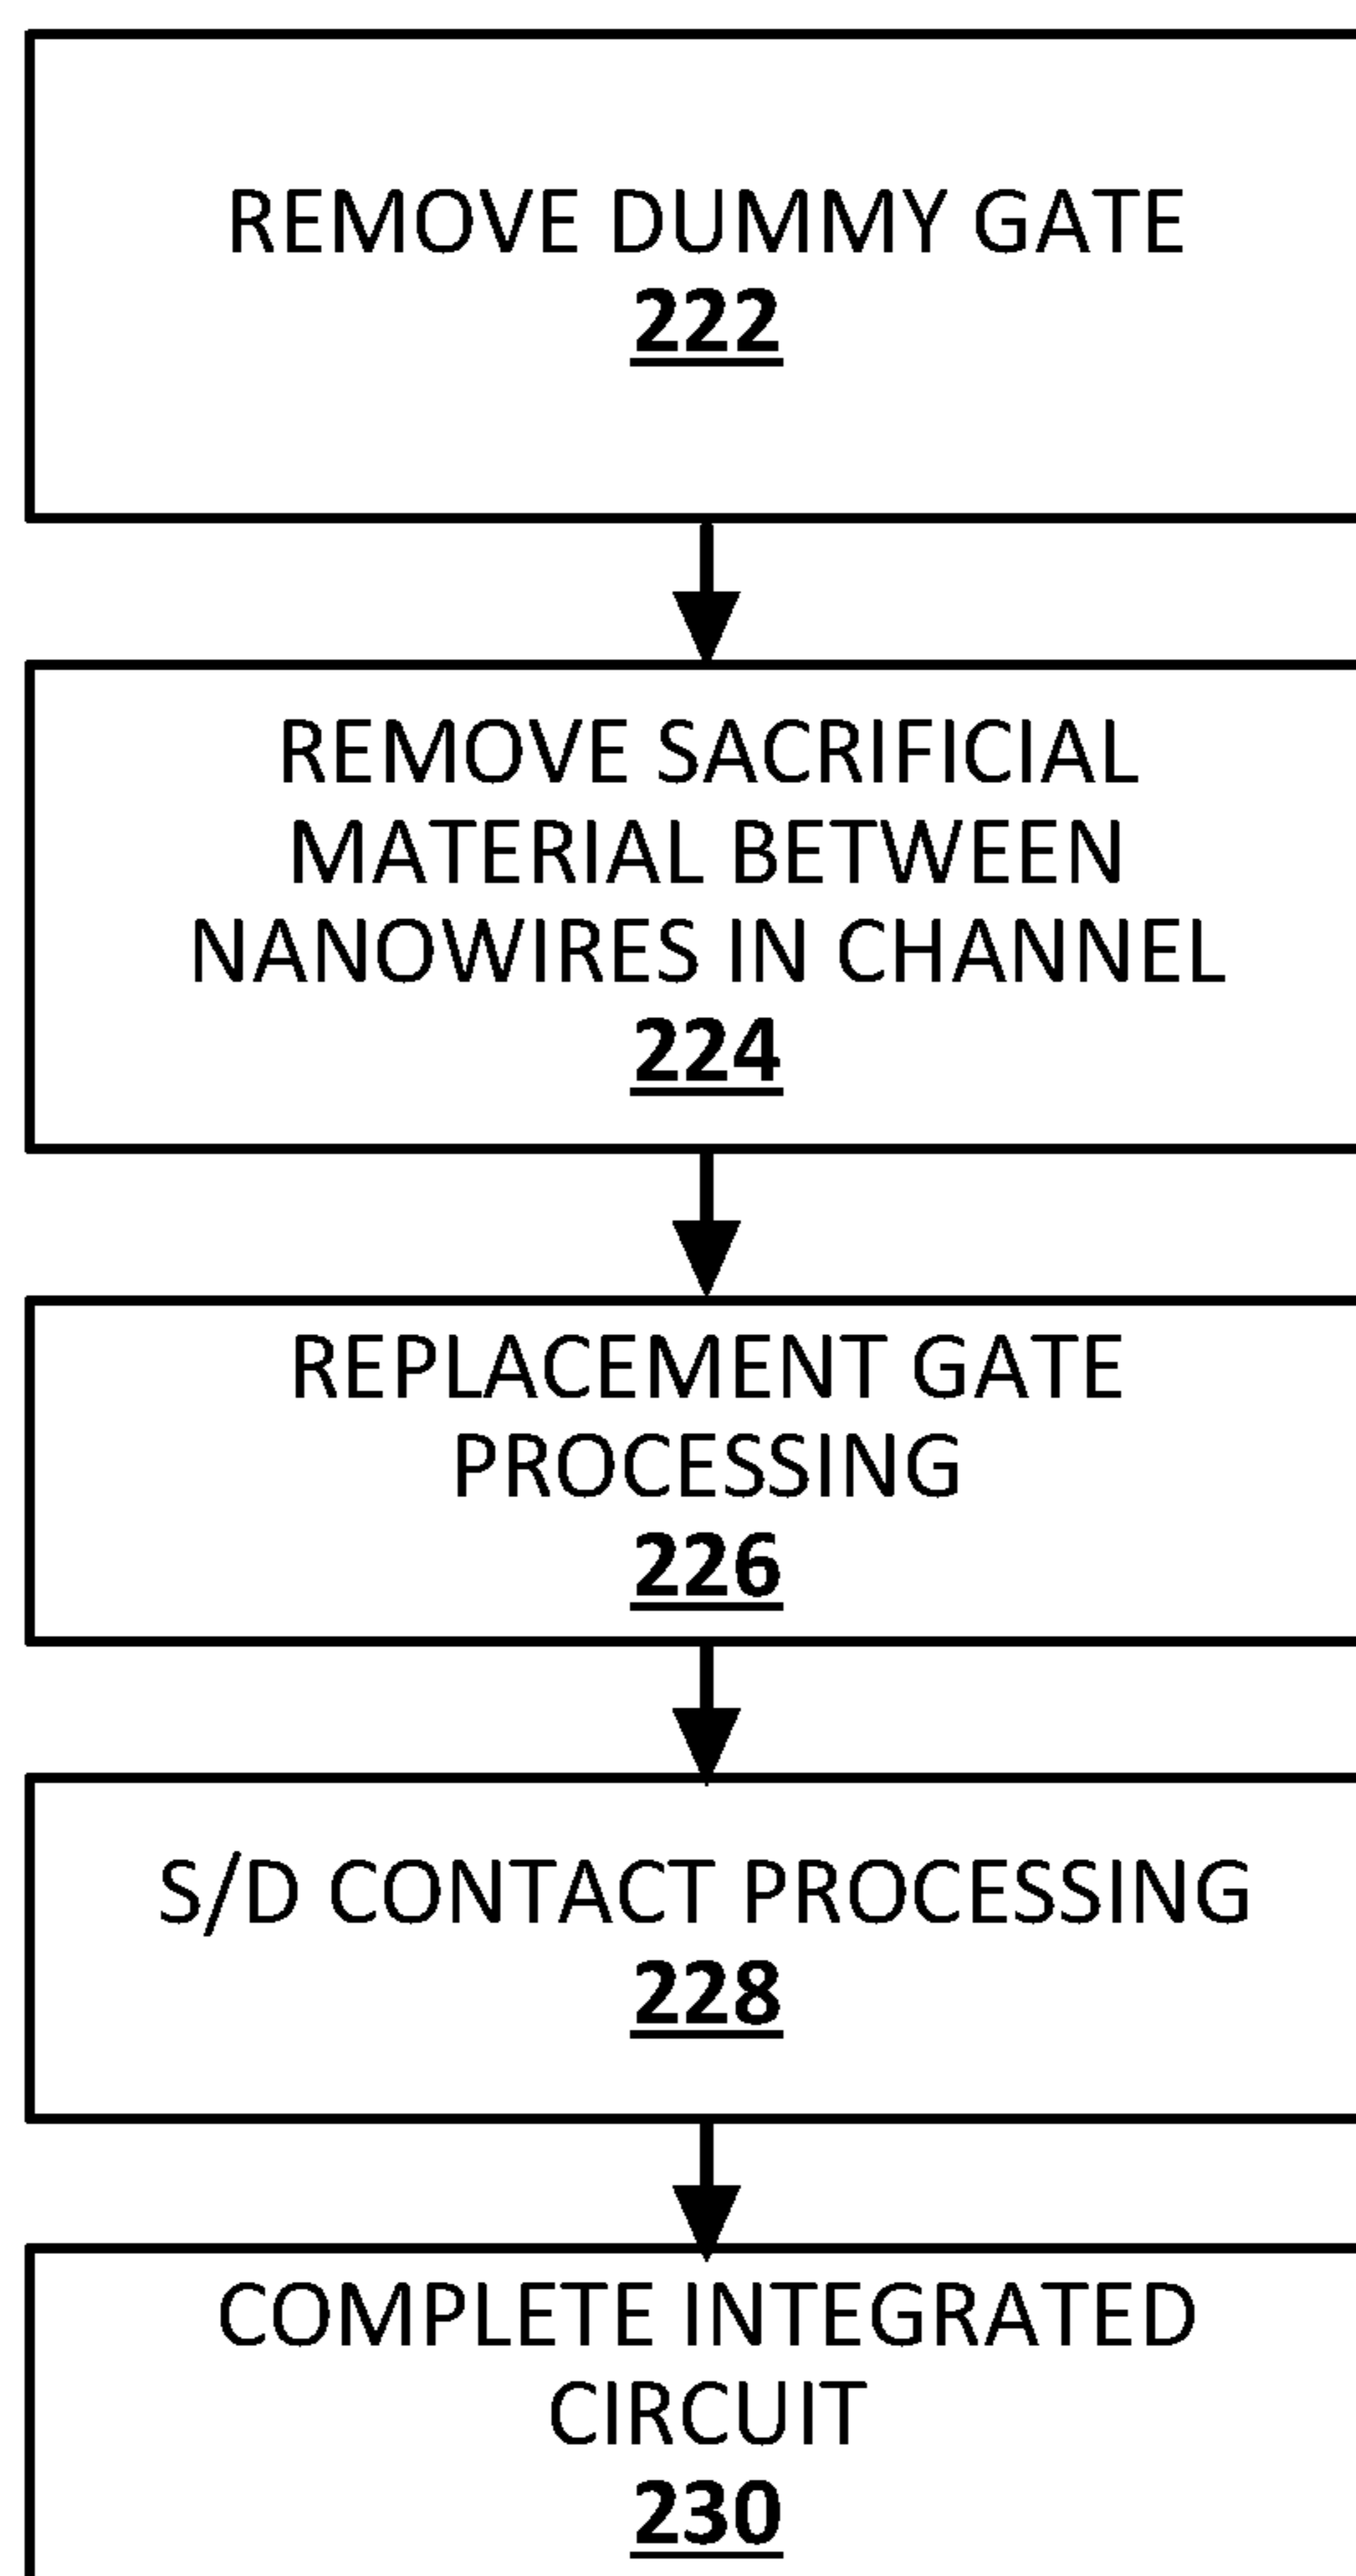 REMOVE DUMMY GATE
222
REMOVE SACRIFICIAL
MATERIAL BETWEEN
NANOWIRES IN CHANNEL
224
REPLACEMENT GATE
PROCESSING
226
S/D CONTACT PROCESSING
228
COMPLETE INTEGRATED
CIRCUIT
230